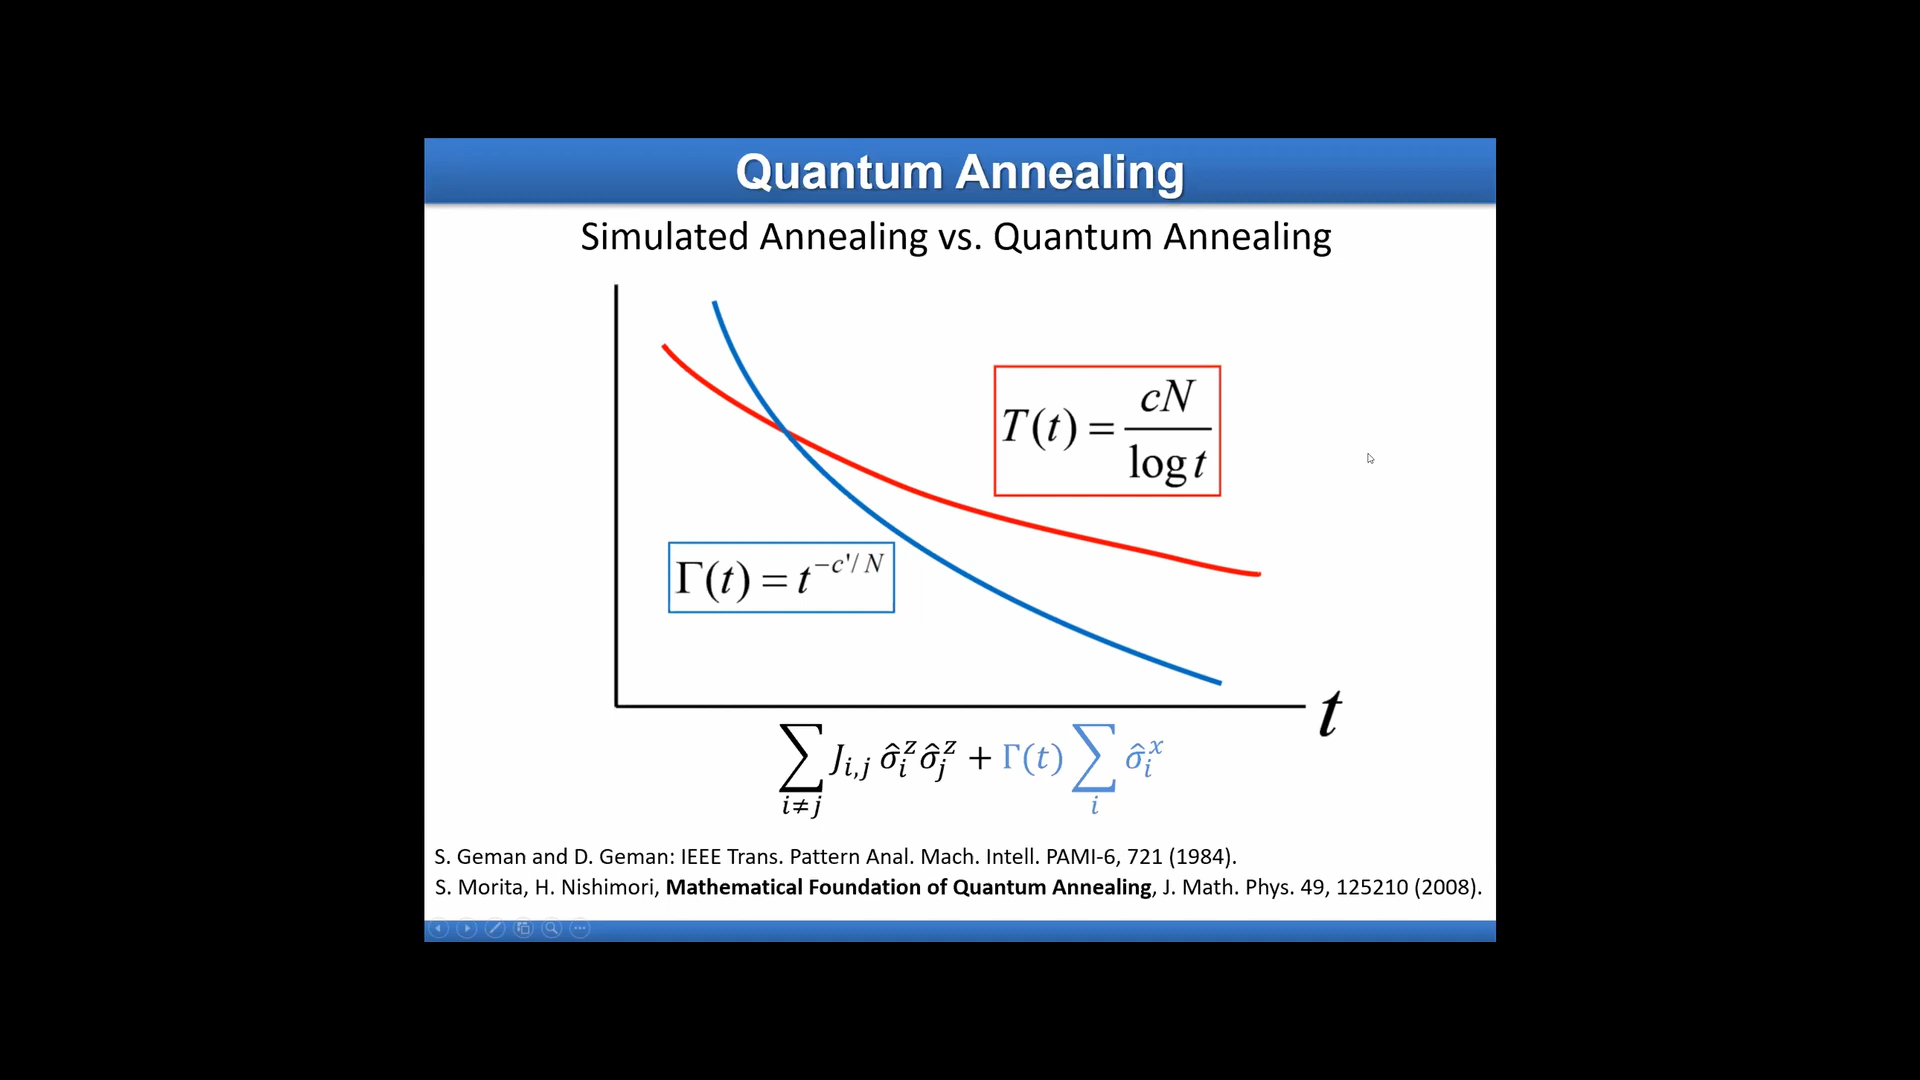 Quantum Annealing
Simulated Annealing vs. Quantum Annealing
T(t) = cN / log t
Γ(t) = t^{-c'/N}
t
∑_{i≠j} J_{i,j} σ̂_i^z σ̂_j^z + Γ(t) ∑_i σ̂_i^x
S. Geman and D. Geman: IEEE Trans. Pattern Anal. Mach. Intell. PAMI-6, 721 (1984).
S. Morita, H. Nishimori, Mathematical Foundation of Quantum Annealing, J. Math. Phys. 49, 125210 (2008).